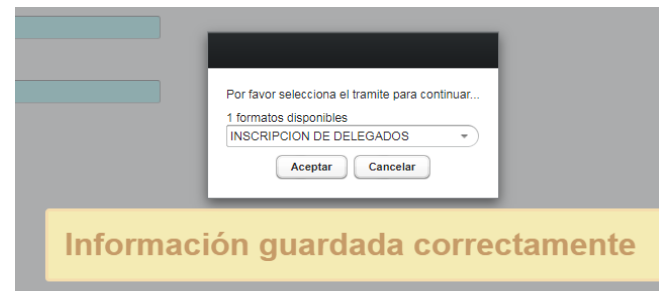 Por favor selecciona el tramite para continuar...
1 formatos disponibles
INSCRIPCION DE DELEGADOS
Aceptar Cancelar
Información guardada correctamente